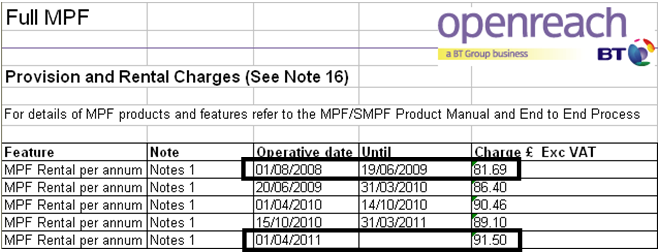 Full MPF
openreach
a BT Group business
BT
Provision and Rental Charges (See Note 16)
For details of MPF products and features refer to the MPF/SMPF Product Manual and End to End Process
Feature Note Operative date Until Charge £ Exc VAT
MPF Rental per annum Notes 1 01/08/2008 19/06/2009 81.69
MPF Rental per annum Notes 1 20/06/2009 31/03/2010 86.40
MPF Rental per annum Notes 1 01/04/2010 14/10/2010 90.46
MPF Rental per annum Notes 1 15/10/2010 31/03/2011 89.10
MPF Rental per annum Notes 1 01/04/2011 91.50